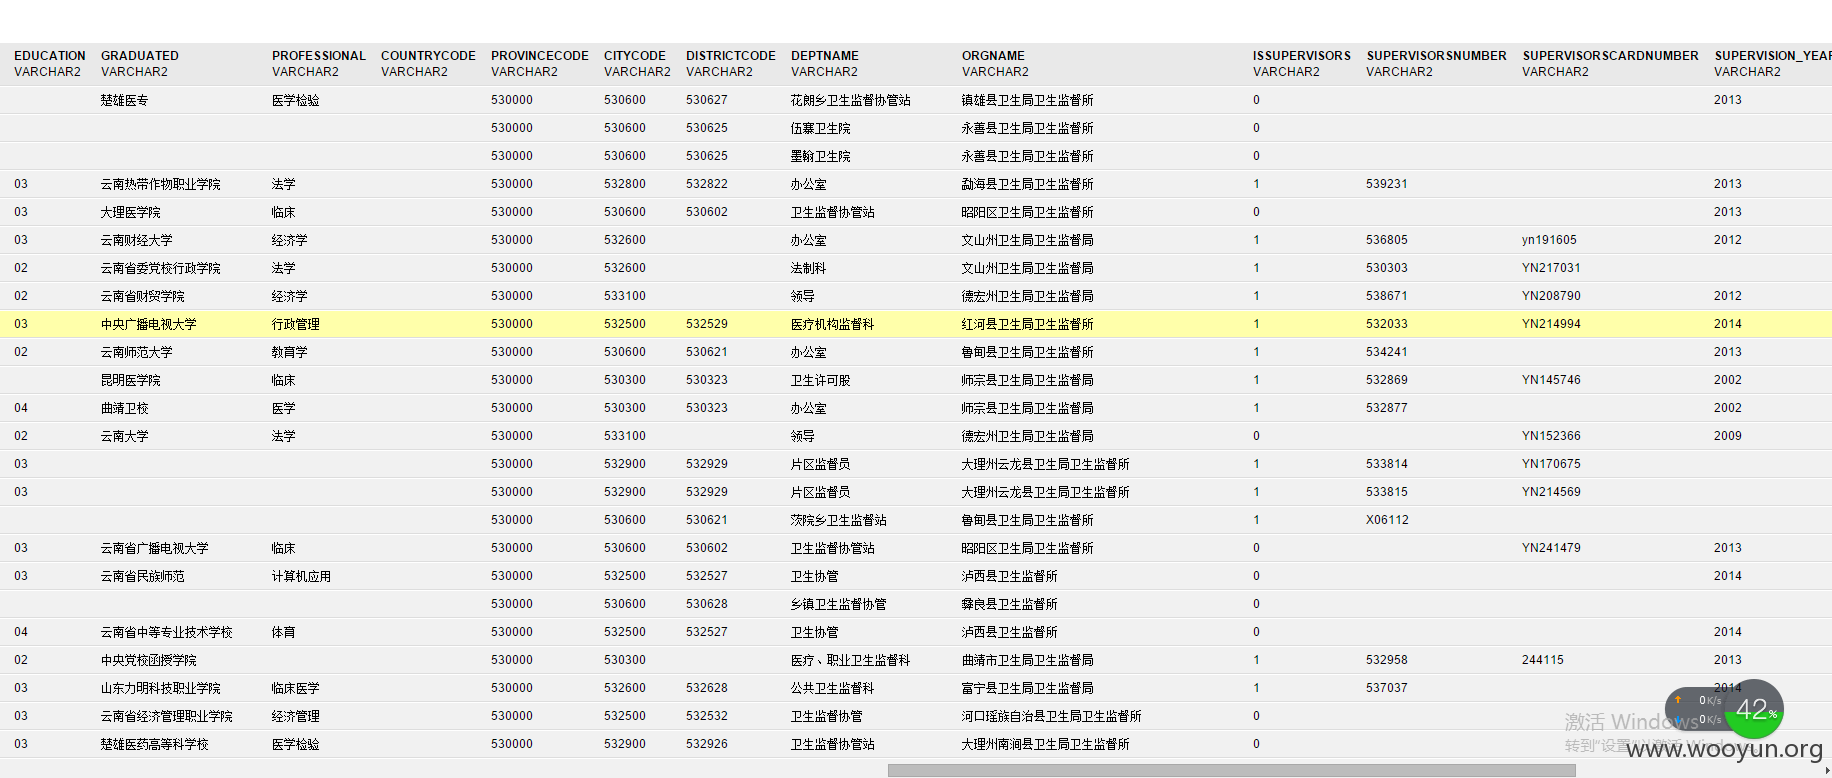 EDUCATION GRADUATED PROFESSIONAL COUNTRYCODE PROVINCECODE CITYCODE DISTRICTCODE DEPTNAME ORGNAME ISSUPERVISORS SUPERVISORSNUMBER SUPERVISORSCARDNUMBER SUPERVISION_YEAR
VARCHAR2 VARCHAR2 VARCHAR2 VARCHAR2 VARCHAR2 VARCHAR2 VARCHAR2 VARCHAR2 VARCHAR2 VARCHAR2 VARCHAR2 VARCHAR2 VARCHAR2
楚雄医专 医学检验 530000 530600 530627 花朗乡卫生监督协管站 镇雄县卫生局卫生监督所 0 2013
530000 530600 530625 伍寨卫生院 永善县卫生局卫生监督所 0
530000 530600 530625 墨翰卫生院 永善县卫生局卫生监督所 0
03 云南热带作物职业学院 法学 530000 532800 532822 办公室 勐海县卫生局卫生监督所 1 539231 2013
03 大理医学院 临床 530000 530600 530602 卫生监督协管站 昭阳区卫生局卫生监督所 0 2013
03 云南财经大学 经济学 530000 532600 办公室 文山州卫生局卫生监督局 1 536805 yn191605 2012
02 云南省委党校行政学院 法学 530000 532600 法制科 文山州卫生局卫生监督局 1 530303 YN217031
02 云南省财贸学院 经济学 530000 533100 领导 德宏州卫生局卫生监督局 1 538671 YN208790 2012
03 中央广播电视大学 行政管理 530000 532500 532529 医疗机构监督科 红河县卫生局卫生监督所 1 532033 YN214994 2014
02 云南师范大学 教育学 530000 530600 530621 办公室 鲁甸县卫生局卫生监督所 1 534241 2013
昆明医学院 临床 530000 530300 530323 卫生许可股 师宗县卫生局卫生监督局 1 532869 YN145746 2002
04 曲靖卫校 医学 530000 530300 530323 办公室 师宗县卫生局卫生监督局 1 532877 2002
02 云南大学 法学 530000 533100 领导 德宏州卫生局卫生监督局 0 YN152366 2009
03 530000 532900 532929 片区监督员 大理州云龙县卫生局卫生监督所 1 533814 YN170675
03 530000 532900 532929 片区监督员 大理州云龙县卫生局卫生监督所 1 533815 YN214569
530000 530600 530621 茨院乡卫生监督站 鲁甸县卫生局卫生监督所 1 X06112
03 云南省广播电视大学 临床 530000 530600 530602 卫生监督协管站 昭阳区卫生局卫生监督所 0 YN241479 2013
03 云南省民族师范 计算机应用 530000 532500 532527 卫生协管 泸西县卫生监督所 0 2014
530000 530600 530628 乡镇卫生监督协管 彝良县卫生监督所 0
04 云南省中等专业技术学校 体育 530000 532500 532527 卫生协管 泸西县卫生监督所 0 2014
02 中央党校函授学院 530000 530300 医疗、职业卫生监督科 曲靖市卫生局卫生监督局 1 532958 244115 2013
03 山东力明科技职业学院 临床医学 530000 532600 532628 公共卫生监督科 富宁县卫生局卫生监督局 1 537037 2014
03 云南省经济管理职业学院 经济管理 530000 532500 532532 卫生监督协管 河口瑶族自治县卫生局卫生监督所 0
03 楚雄医药高等科学校 医学检验 530000 532900 532926 卫生监督协管站 大理州南涧县卫生局卫生监督所 0
0K/s
0K/s
42%
激活 Windows
转到"设置"以激活 Windows
www.wooyun.org